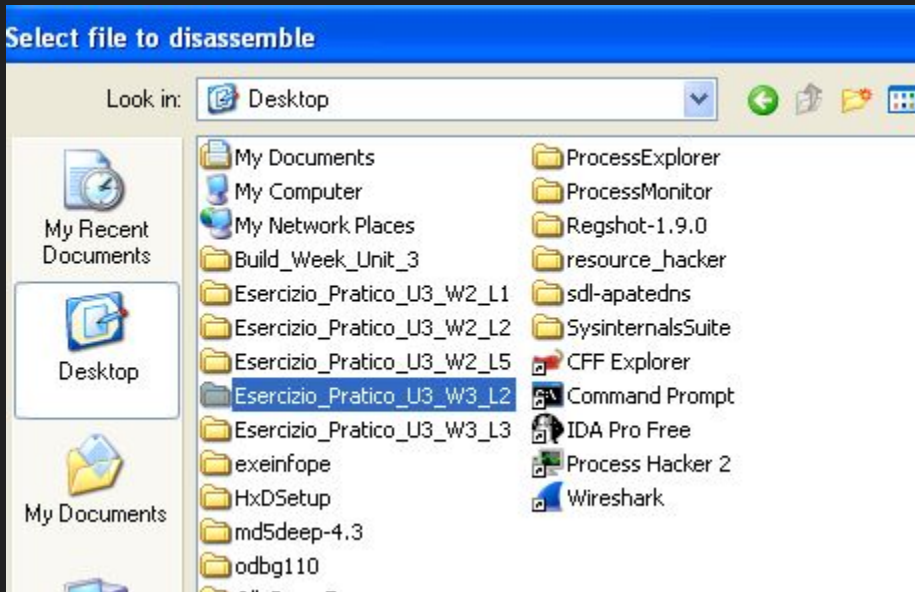 Select file to disassemble
Look in: Desktop
My Recent
Documents
Desktop
My Documents
My Documents
My Computer
My Network Places
Build_Week_Unit_3
Esercizio_Pratico_U3_W2_L1
Esercizio_Pratico_U3_W2_L2
Esercizio_Pratico_U3_W2_L5
Esercizio_Pratico_U3_W3_L2
Esercizio_Pratico_U3_W3_L3
exeinfope
HxDSetup
md5deep-4.3
odbg110
ProcessExplorer
ProcessMonitor
Regshot-1.9.0
resource_hacker
sdl-apatedns
SysinternalsSuite
CFF Explorer
Command Prompt
IDA Pro Free
Process Hacker 2
Wireshark